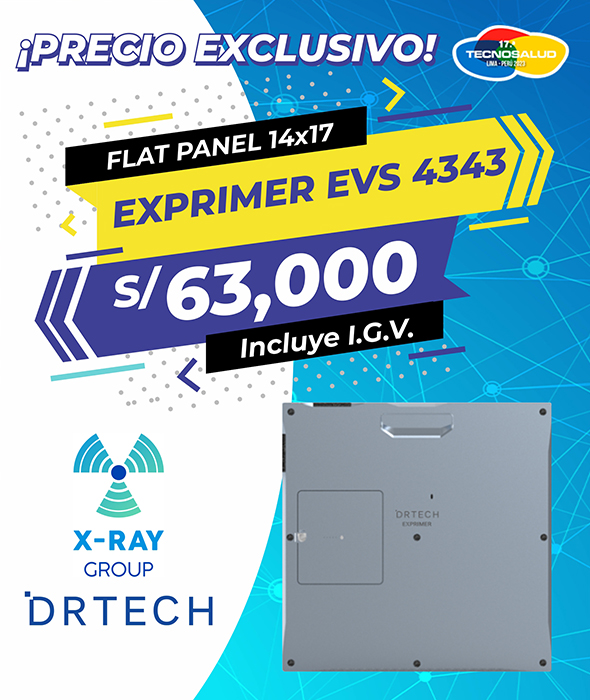 ¡PRECIO EXCLUSIVO!
17ª
TECNOSALUD
LIMA - PERÚ 2023
FLAT PANEL 14x17
EXPRIMER EVS 4343
S/ 63,000
Incluye I.G.V.
DRTECH
EXPRIMER
X-RAY
GROUP
DRTECH